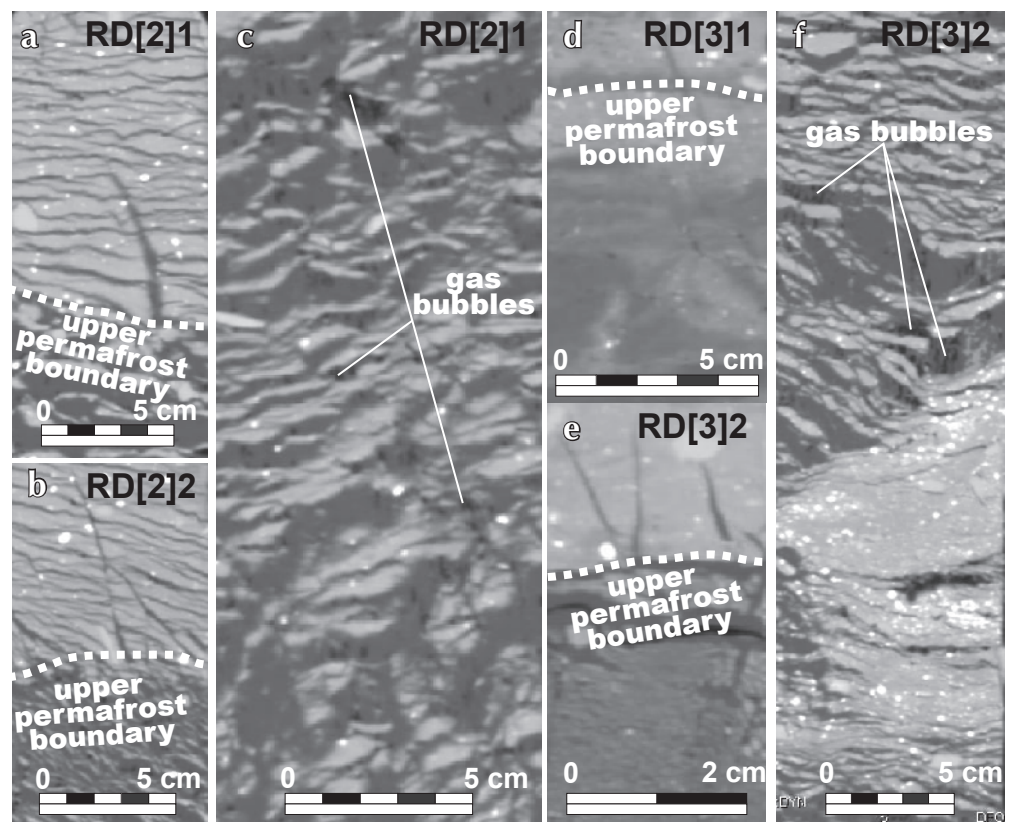 a RD[2]1
upper
permafrost
boundary
0 5 cm
b RD[2]2
upper
permafrost
boundary
0 5 cm
c RD[2]1
gas
bubbles
0 5 cm
d RD[3]1
upper
permafrost
boundary
0 5 cm
e RD[3]2
upper
permafrost
boundary
0 2 cm
f RD[3]2
gas bubbles
0 5 cm